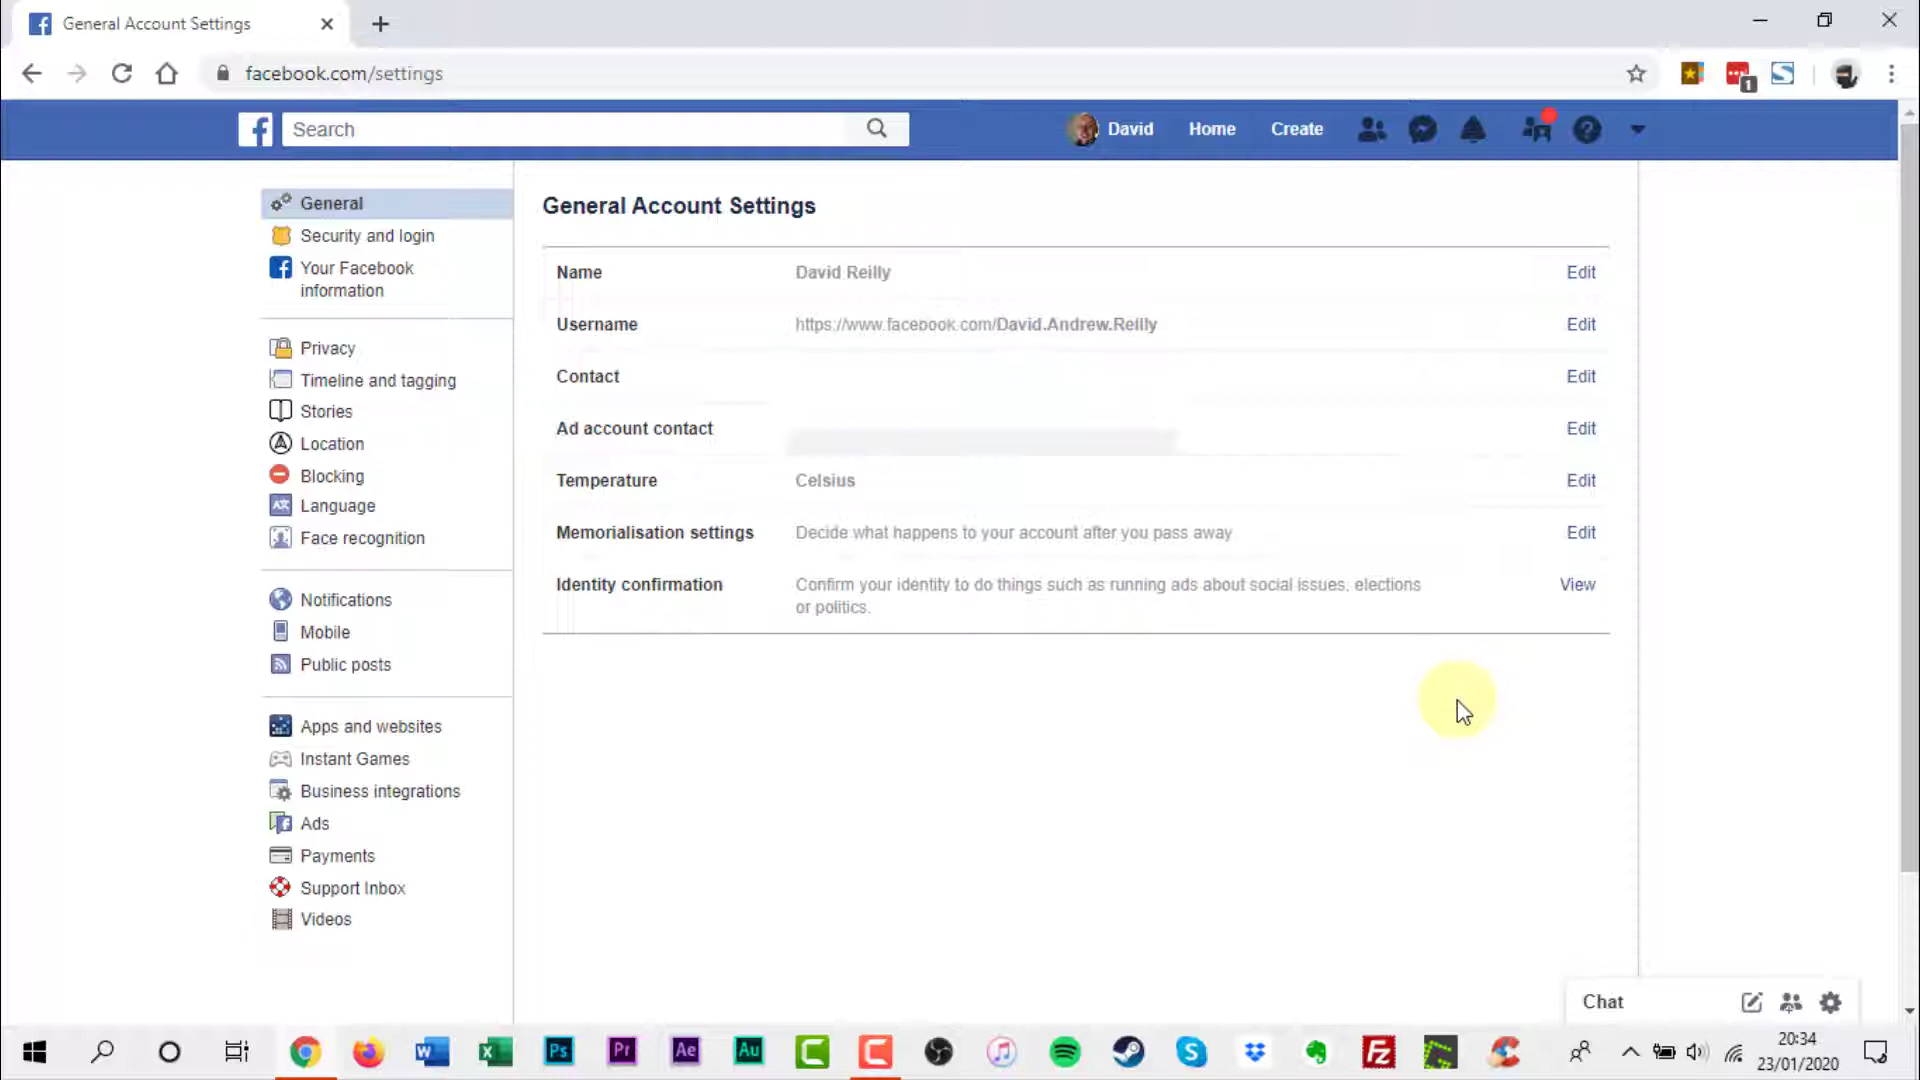 General Account Settings
facebook.com/settings
1
Search
David
Home
Create
General
Security and login
Your Facebook
information
Privacy
Timeline and tagging
Stories
Location
Blocking
Language
Face recognition
Notifications
Mobile
Public posts
Apps and websites
Instant Games
Business integrations
Ads
Payments
Support Inbox
Videos
General Account Settings
Name David Reilly Edit
Username https://www.facebook.com/David.Andrew.Reilly Edit
Contact Edit
Ad account contact Edit
Temperature Celsius Edit
Memorialisation settings Decide what happens to your account after you pass away Edit
Identity confirmation Confirm your identity to do things such as running ads about social issues, elections View
or politics.
Chat
Ps
Pr
Ae
Au
20:34
23/01/2020